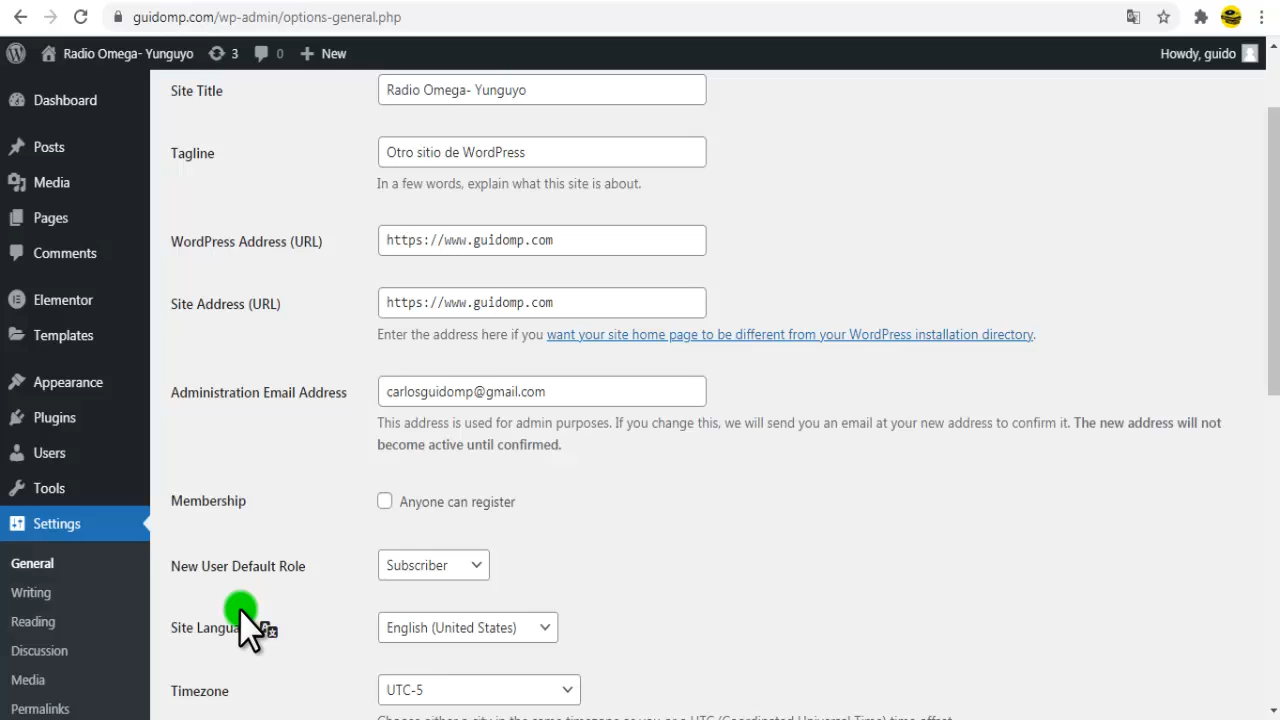 guidomp.com/wp-admin/options-general.php
Radio Omega- Yunguyo 3 0 New Howdy, guido
Dashboard
Posts
Media
Pages
Comments
Elementor
Templates
Appearance
Plugins
Users
Tools
Settings
General
Writing
Reading
Discussion
Media
Permalinks
Site Title Radio Omega- Yunguyo
Tagline Otro sitio de WordPress
In a few words, explain what this site is about.
WordPress Address (URL) https://www.guidomp.com
Site Address (URL) https://www.guidomp.com
Enter the address here if you want your site home page to be different from your WordPress installation directory.
Administration Email Address carlosguidomp@gmail.com
This address is used for admin purposes. If you change this, we will send you an email at your new address to confirm it. The new address will not
become active until confirmed.
Membership Anyone can register
New User Default Role Subscriber
Site English (United States)
Timezone UTC-5